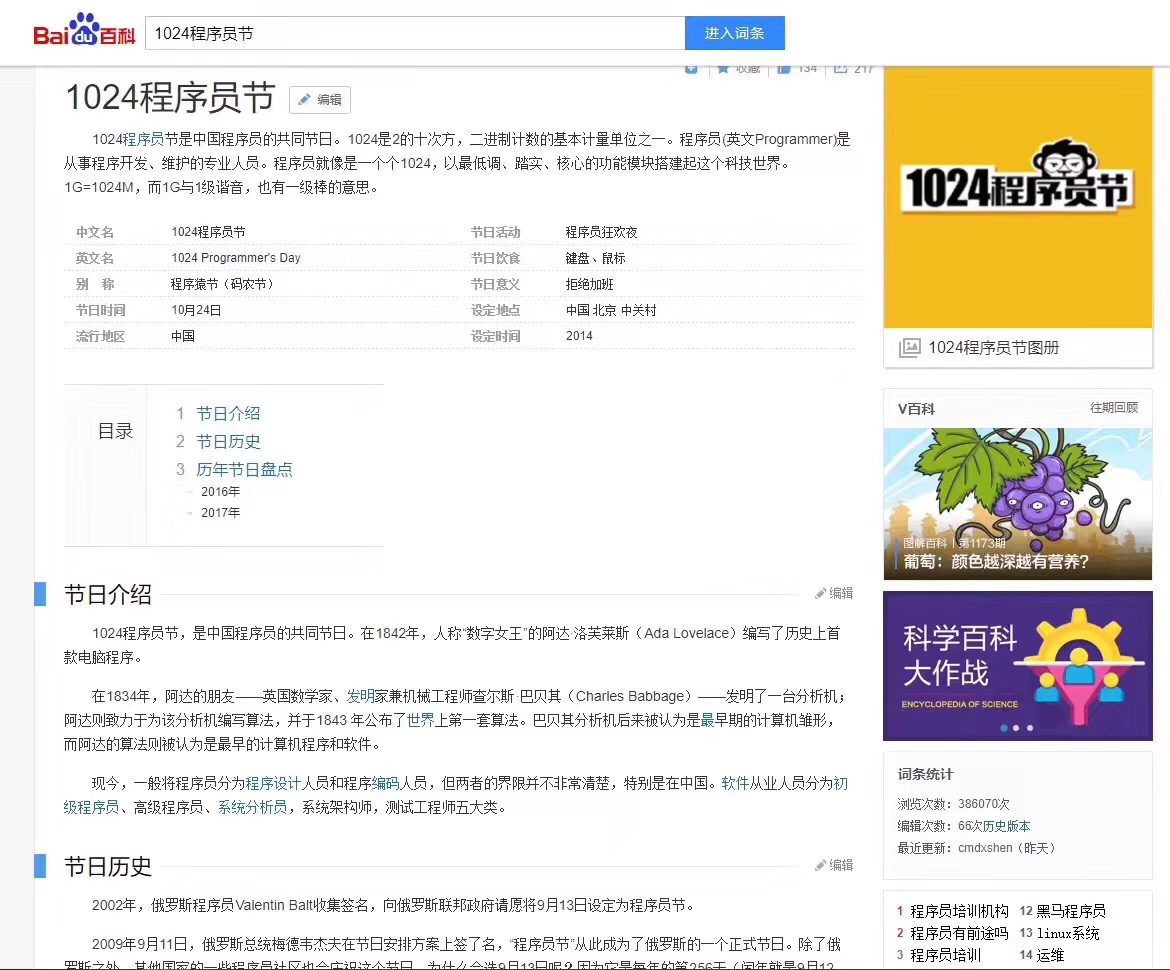 Bai du 百科
1024程序员节
进入词条
收藏
134
217
1024程序员节
编辑
1024程序员节是中国程序员的共同节日。1024是2的十次方，二进制计数的基本计量单位之一。程序员(英文Programmer)是
从事程序开发、维护的专业人员。程序员就像是一个个1024，以最低调、踏实、核心的功能模块搭建起这个科技世界。
1G=1024M，而1G与1级谐音，也有一级棒的意思。
中文名 1024程序员节 节日活动 程序员狂欢夜
英文名 1024 Programmer's Day 节日饮食 键盘、鼠标
别 称 程序猿节（码农节） 节日意义 拒绝加班
节日时间 10月24日 设定地点 中国 北京 中关村
流行地区 中国 设定时间 2014
目录
1 节日介绍
2 节日历史
3 历年节日盘点
2016年
2017年
节日介绍
编辑
1024程序员节，是中国程序员的共同节日。在1842年，人称“数字女王”的阿达·洛芙莱斯（Ada Lovelace）编写了历史上首
款电脑程序。
在1834年，阿达的朋友——英国数学家、发明家兼机械工程师查尔斯·巴贝其（Charles Babbage）——发明了一台分析机；
阿达则致力于为该分析机编写算法，并于1843 年公布了世界上第一套算法。巴贝其分析机后来被认为是最早期的计算机雏形，
而阿达的算法则被认为是最早的计算机程序和软件。
现今，一般将程序员分为程序设计人员和程序编码人员，但两者的界限并不非常清楚，特别是在中国。软件从业人员分为初
级程序员、高级程序员、系统分析员，系统架构师，测试工程师五大类。
节日历史
编辑
2002年，俄罗斯程序员Valentin Balt收集签名，向俄罗斯联邦政府请愿将9月13日设定为程序员节。
2009年9月11日，俄罗斯总统梅德韦杰夫在节日安排方案上签了名，“程序员节”从此成为了俄罗斯的一个正式节日。除了俄
罗斯之外，其他国家的一些程序员社区也会庆祝这个节日。为什么会选9月13日呢？因为它是每年的第256天（闰年就是9月12
1024程序员节
1024程序员节图册
V百科
往期回顾
图解百科 | 第1173期
葡萄：颜色越深越有营养？
科学百科
大作战
ENCYCLOPEDIA OF SCIENCE
词条统计
浏览次数：386070次
编辑次数：66次历史版本
最近更新：cmdxshen（昨天）
1 程序员培训机构 12 黑马程序员
2 程序员有前途吗 13 linux系统
3 程序员培训 14 运维